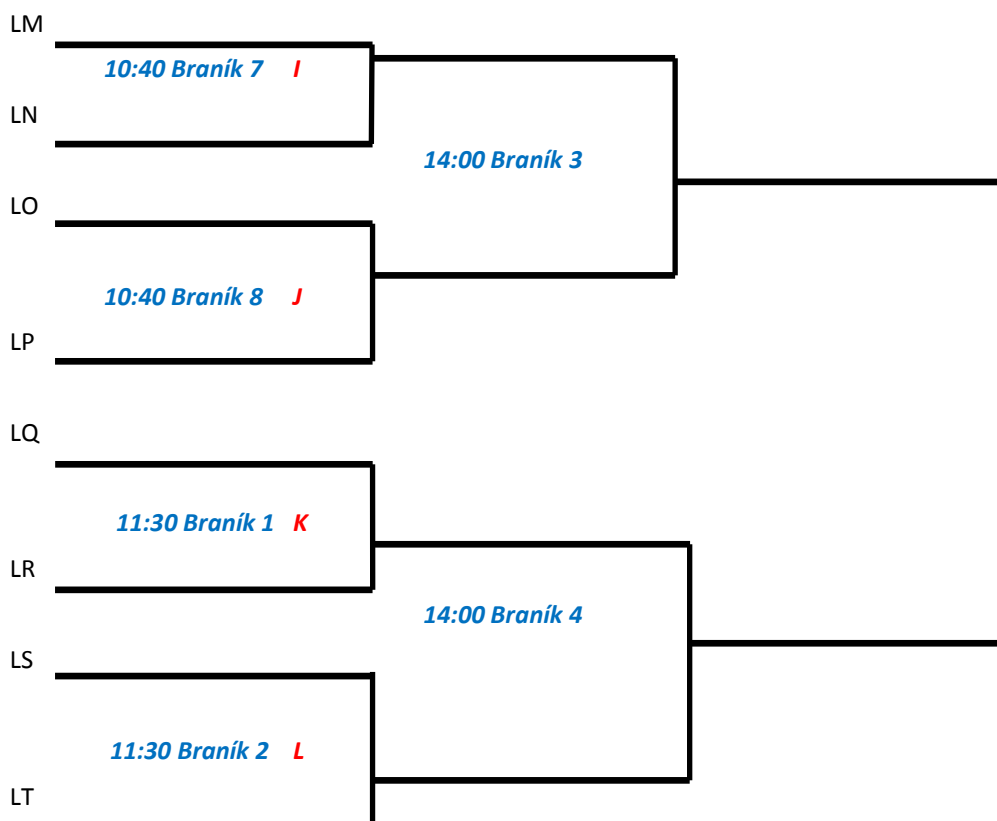 LM
10:40 Braník 7 I
LN
14:00 Braník 3
LO
10:40 Braník 8 J
LP
LQ
11:30 Braník 1 K
LR
14:00 Braník 4
LS
11:30 Braník 2 L
LT